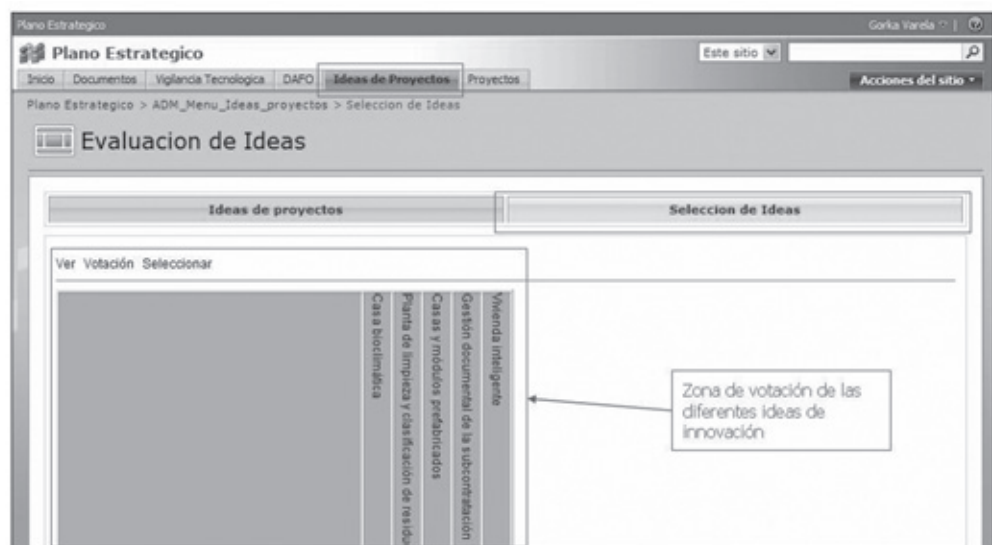 Plano Estrategico
Gorka Varela
Plano Estrategico
Este sitio
Inicio Documentos Vigilancia Tecnologica DAFO Ideas de Proyectos Proyectos
Acciones del sitio
Plano Estrategico > ADM_Menu_Ideas_proyectos > Seleccion de Ideas
Evaluacion de Ideas
Ideas de proyectos
Seleccion de Ideas
Ver Votación Seleccionar
Casa bioclimática
Planta de limpieza y clasificación de residu
Casas y módulos prefabricados
Gestión documental de la subcontratación
Vivienda inteligente
Zona de votación de las
diferentes ideas de
innovación